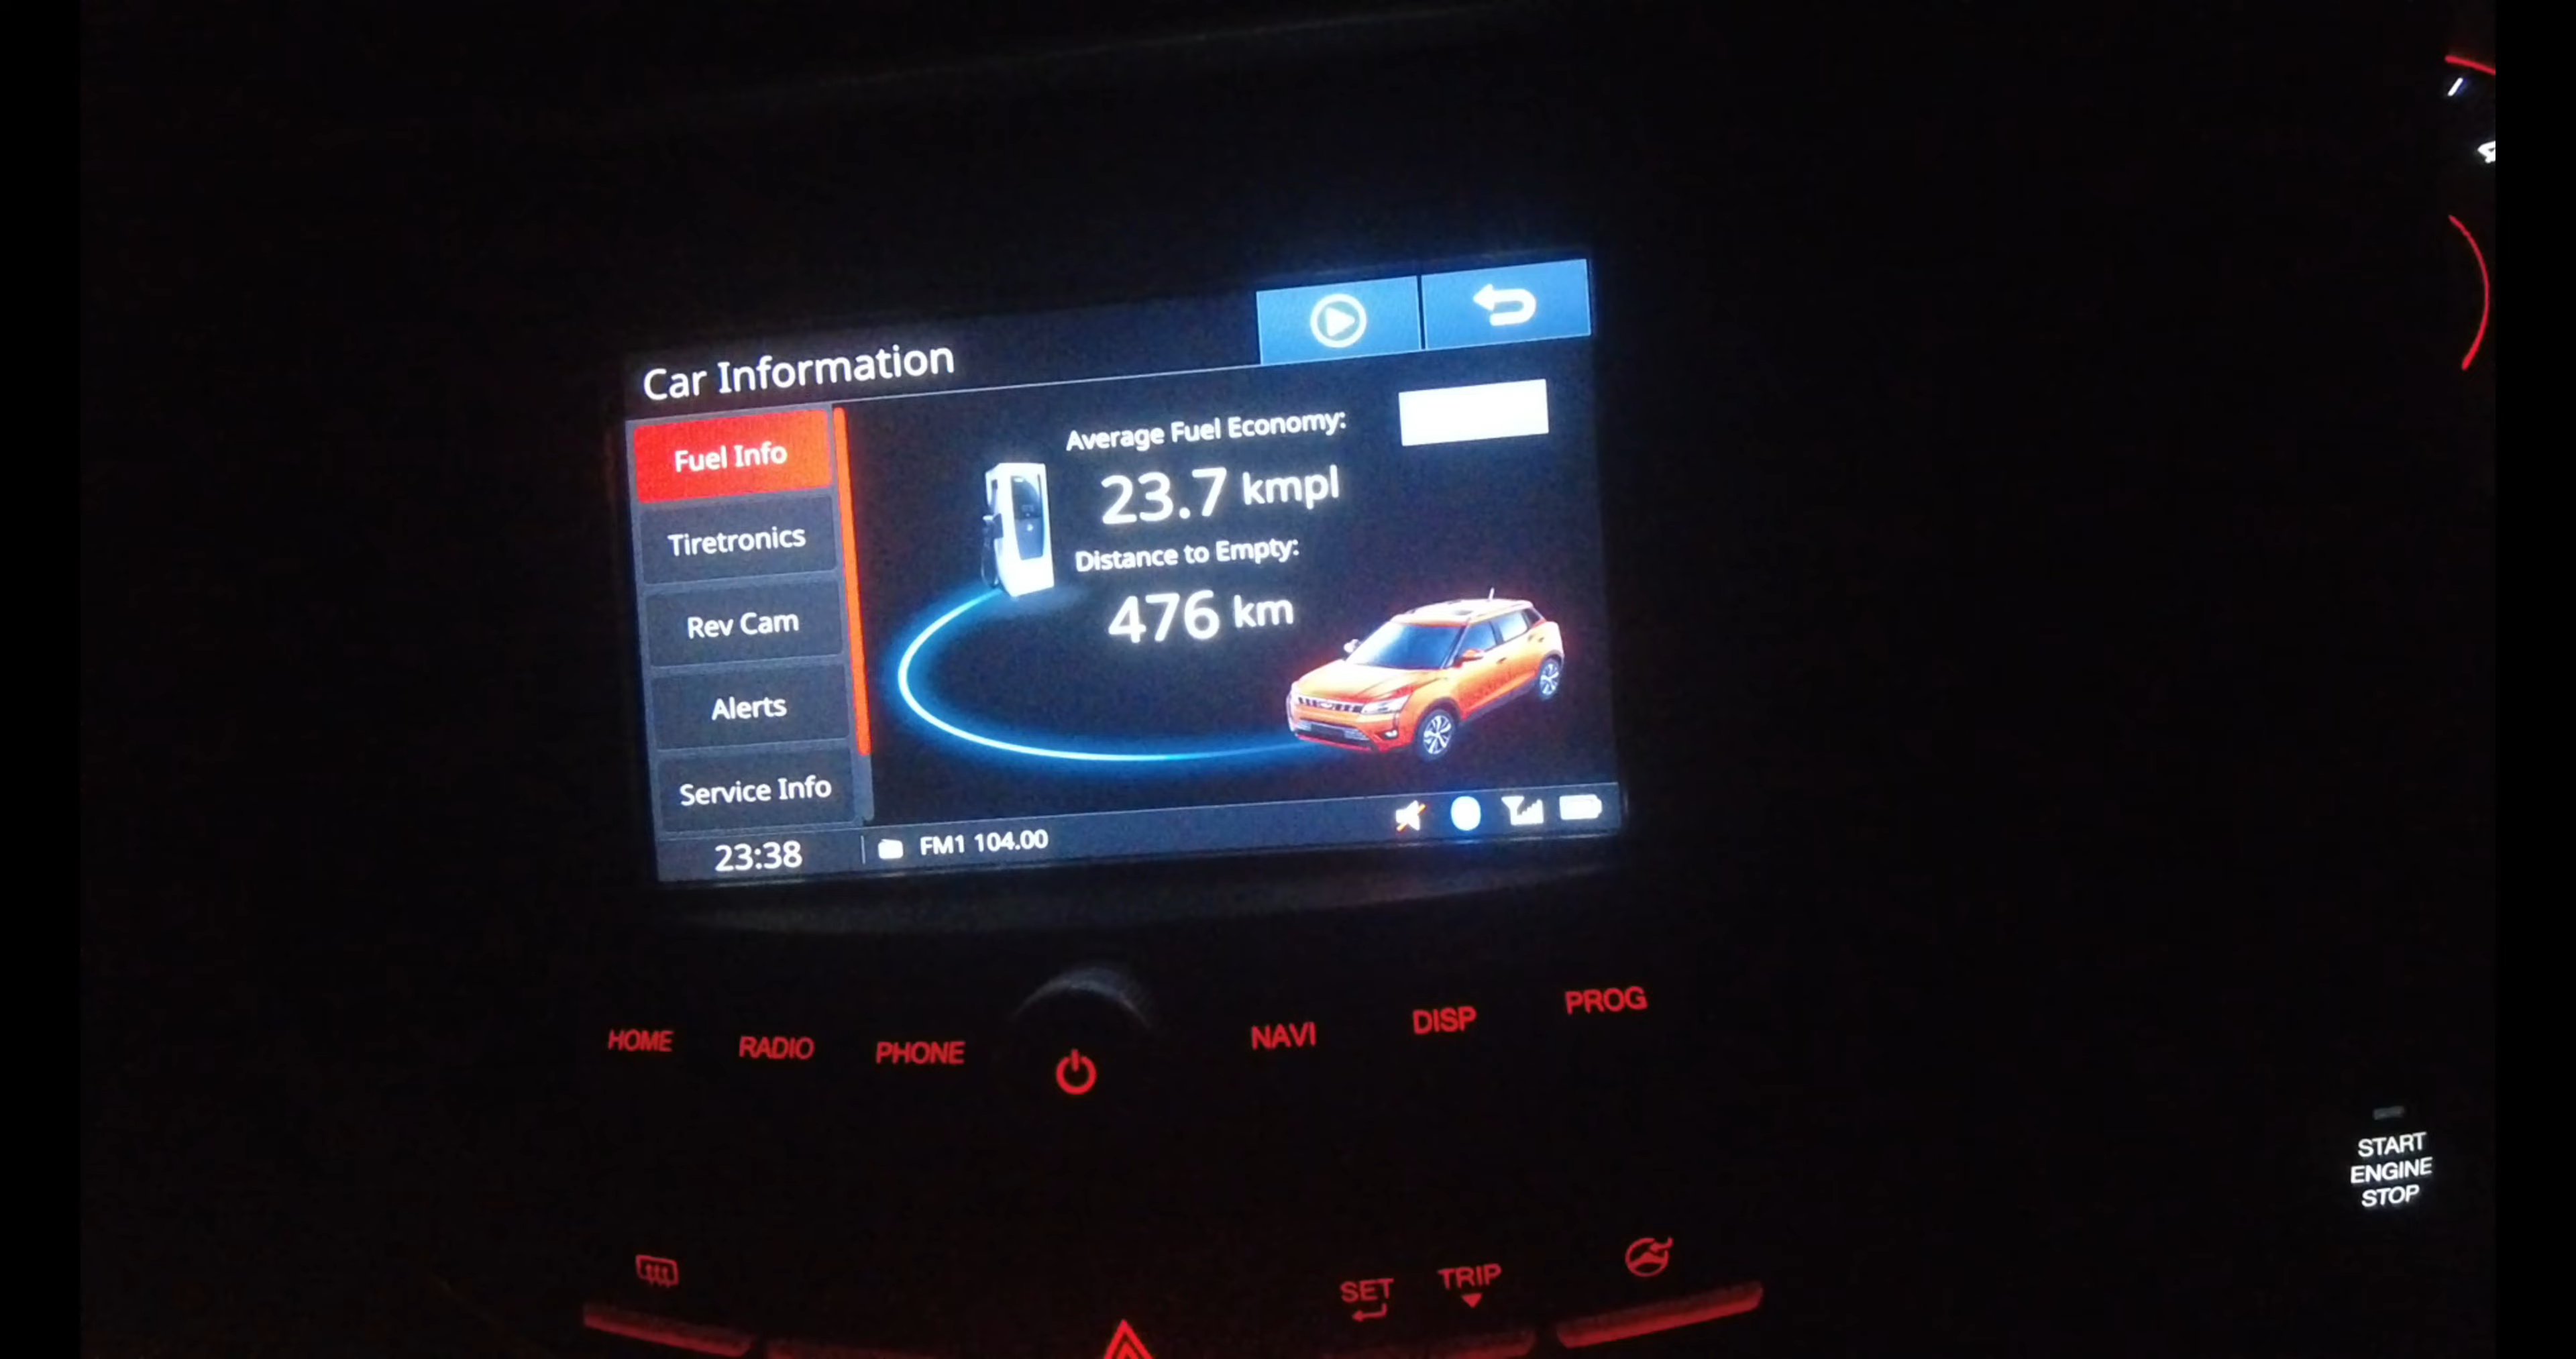 Car Information
Fuel Info
Tiretronics
Rev Cam
Alerts
Service Info
Average Fuel Economy:
23.7 kmpl
Distance to Empty:
476 km
23:38
FM1 104.00
HOME
RADIO
PHONE
NAVI
DISP
PROG
START
ENGINE
STOP
SET
TRIP